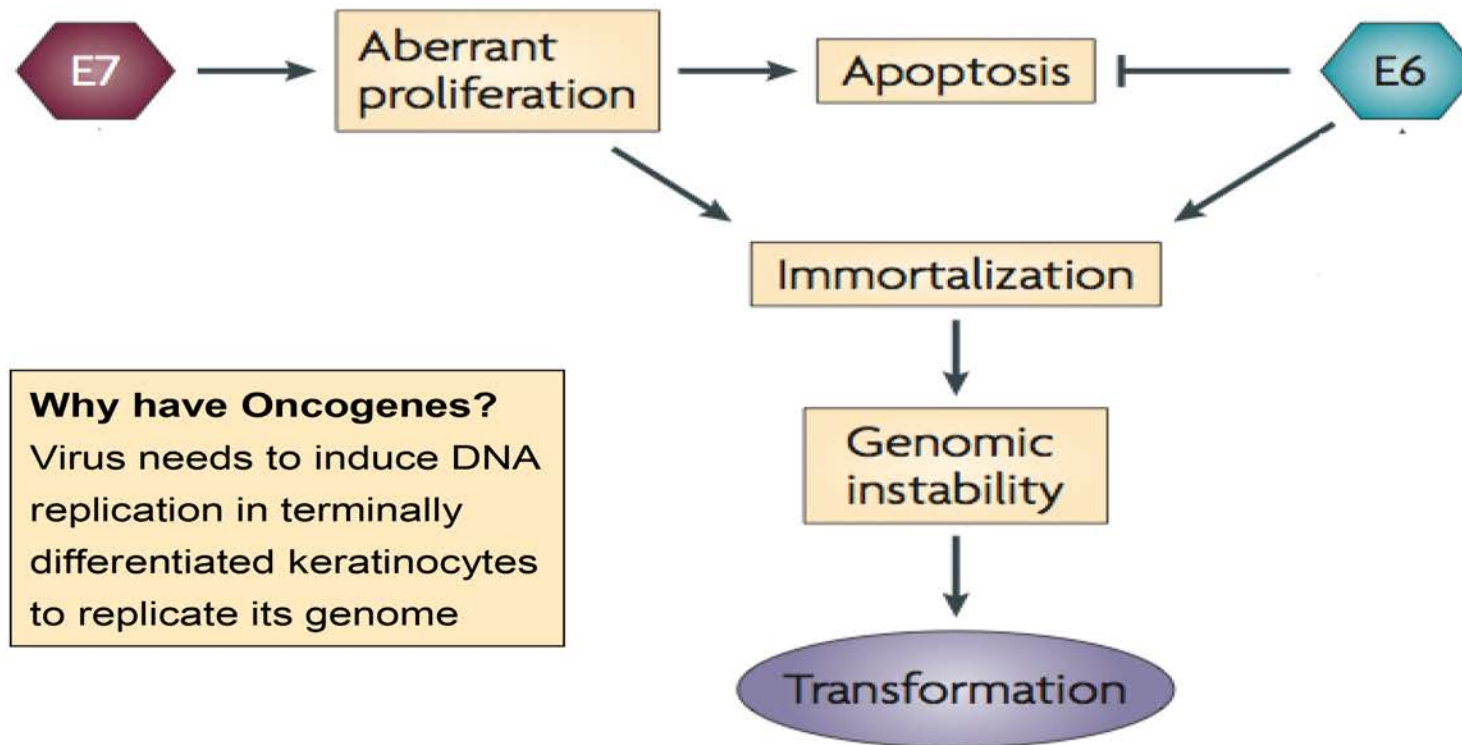 E7
Aberrant
proliferation
Apoptosis
E6
Immortalization
Why have Oncogenes?
Virus needs to induce DNA
replication in terminally
differentiated keratinocytes
to replicate its genome
Genomic
instability
Transformation